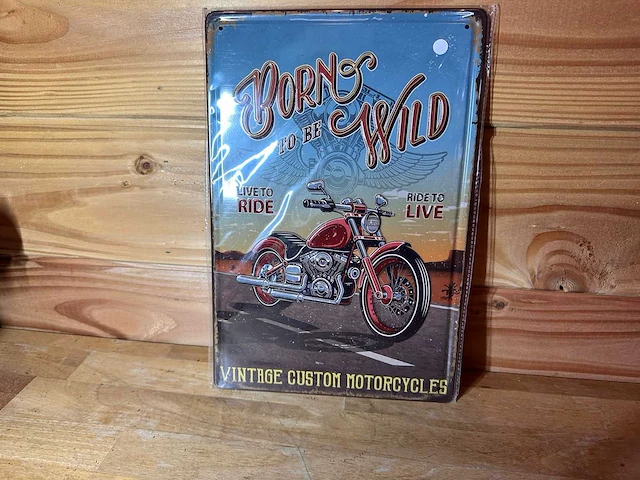 BORN
TO BE
WILD
LIVE TO
RIDE
RIDE TO
LIVE
VINTAGE CUSTOM MOTORCYCLES